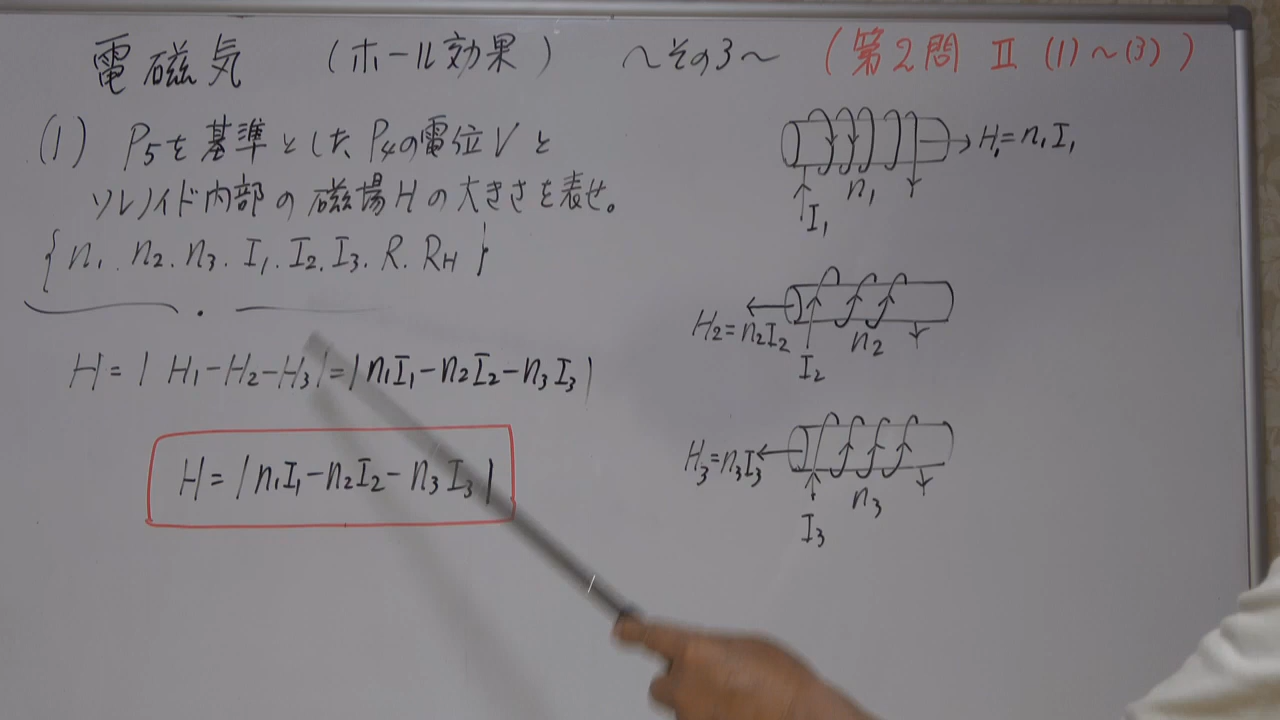 電磁気 (ホール効果) ～その3～ (第2問 Ⅱ (1)～(3))
(1) P5を基準としたP4の電位Vと
ソレノイド内部の磁場Hの大きさを表せ。
{n1. n2. n3. I1. I2. I3. R. RH}
H = | H1-H2-H3 | = | n1I1-n2I2-n3I3 |
H = | n1I1-n2I2-n3I3 |
H1=n1I1
n1
I1
H2=n2I2
n2
I2
H3=n3I3
n3
I3